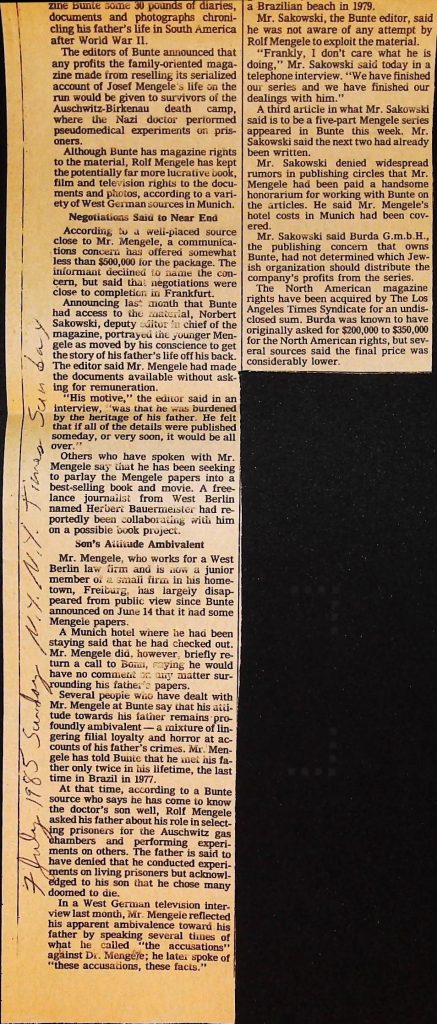 zine Bunte some 30 pounds of diaries,
documents and photographs chroni-
cling his father's life in South America
after World War II.
The editors of Bunte announced that
any profits the family-oriented maga-
zine made from reselling its serialized
account of Josef Mengele's life on the
run would be given to survivors of the
Auschwitz-Birkenau death camp,
where the Nazi doctor performed
pseudomedical experiments on pris-
oners.
Although Bunte has magazine rights
to the material, Rolf Mengele has kept
the potentially far more lucrative book,
film and television rights to the docu-
ments and photos, according to a vari-
ety of West German sources in Munich.
Negotiations Said to Near End
According to a well-placed source
close to Mr. Mengele, a communica-
tions concern has offered somewhat
less than $500,000 for the package. The
informant declined to name the con-
cern, but said that negotiations were
close to completion in Frankfurt.
Announcing last month that Bunte
had access to the material, Norbert
Sakowski, deputy editor in chief of the
magazine, portrayed the younger Men-
gele as moved by his conscience to get
the story of his father's life off his back.
The editor said Mr. Mengele had made
the documents available without ask-
ing for remuneration.
"His motive," the editor said in an
interview, "was that he was burdened
by the heritage of his father. He felt
that if all of the details were published
someday, or very soon, it would be all
over."
Others who have spoken with Mr.
Mengele say that he has been seeking
to parlay the Mengele papers into a
best-selling book and movie. A free-
lance journalist from West Berlin
named Herbert Bauermeister had re-
portedly been collaborating with him
on a possible book project.
Son's Attitude Ambivalent
Mr. Mengele, who works for a West
Berlin law firm and is now a junior
member of a small firm in his home-
town, Freiburg, has largely disap-
peared from public view since Bunte
announced on June 14 that it had some
Mengele papers.
A Munich hotel where he had been
staying said that he had checked out.
Mr. Mengele did, however, briefly re-
turn a call to Bonn, saying he would
have no comment on any matter sur-
rounding his father's papers.
Several people who have dealt with
Mr. Mengele at Bunte say that his atti-
tude towards his father remains pro-
foundly ambivalent — a mixture of lin-
gering filial loyalty and horror at ac-
counts of his father's crimes. Mr. Men-
gele has told Bunte that he met his fa-
ther only twice in his lifetime, the last
time in Brazil in 1977.
At that time, according to a Bunte
source who says he has come to know
the doctor's son well, Rolf Mengele
asked his father about his role in select-
ing prisoners for the Auschwitz gas
chambers and performing experi-
ments on others. The father is said to
have denied that he conducted experi-
ments on living prisoners but acknowl-
edged to his son that he chose many
doomed to die.
In a West German television inter-
view last month, Mr. Mengele reflected
his apparent ambivalence toward his
father by speaking several times of
what he called "the accusations"
against Dr. Mengele; he later spoke of
"these accusations, these facts."
a Brazilian beach in 1979.
Mr. Sakowski, the Bunte editor, said
he was not aware of any attempt by
Rolf Mengele to exploit the material.
"Frankly, I don't care what he is
doing," Mr. Sakowski said today in a
telephone interview. "We have finished
our series and we have finished our
dealings with him."
A third article in what Mr. Sakowski
said is to be a five-part Mengele series
appeared in Bunte this week. Mr.
Sakowski said the next two had already
been written.
Mr. Sakowski denied widespread
rumors in publishing circles that Mr.
Mengele had been paid a handsome
honorarium for working with Bunte on
the articles. He said Mr. Mengele's
hotel costs in Munich had been cov-
ered.
Mr. Sakowski said Burda G.m.b.H.,
the publishing concern that owns
Bunte, had not determined which Jew-
ish organization should distribute the
company's profits from the series.
The North American magazine
rights have been acquired by The Los
Angeles Times Syndicate for an undis-
closed sum. Burda was known to have
originally asked for $200,000 to $350,000
for the North American rights, but sev-
eral sources said the final price was
considerably lower.
7 July 1985 Sunday N.Y. N.Y. Times Sunday